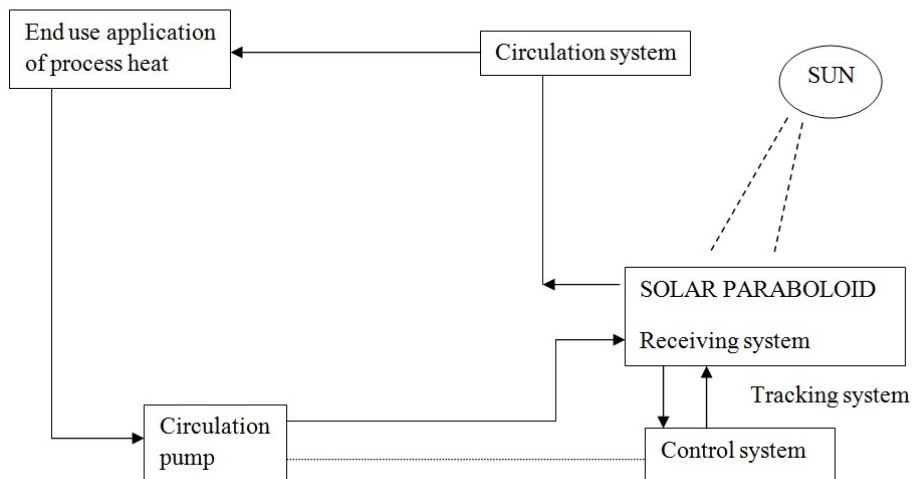 End use application
of process heat
Circulation system
SUN
SOLAR PARABOLOID
Receiving system
Tracking system
Circulation
pump
Control system